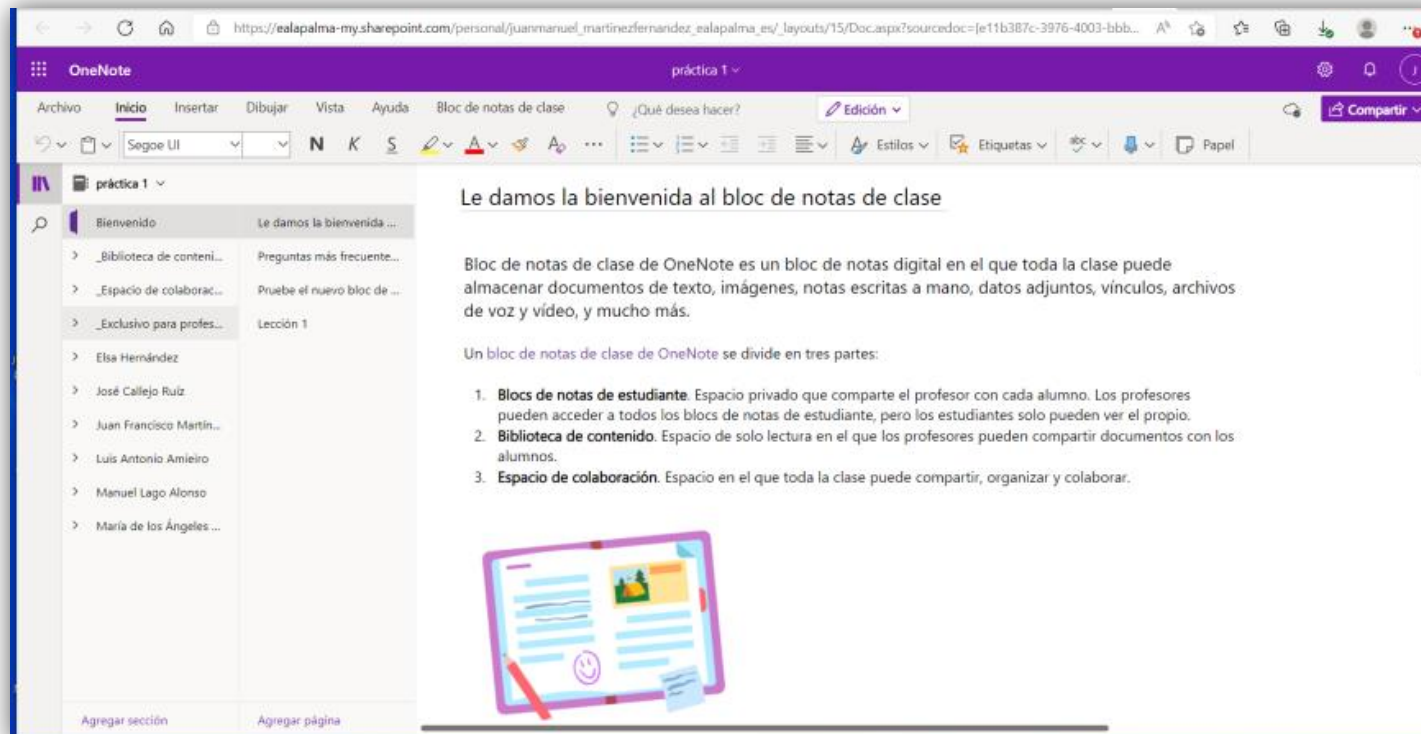 https://ealapalma-my.sharepoint.com/personal/juanmanuel_martinezfernandez_ealapalma_es/_layouts/15/Doc.aspx?sourcedoc={e11b387c-3976-4003-bbb...
OneNote
práctica 1
Archivo Inicio Insertar Dibujar Vista Ayuda Bloc de notas de clase ¿Qué desea hacer? Edición Compartir
Segoe UI N K S Estilos Etiquetas abc Papel
práctica 1
Bienvenido
_Biblioteca de conteni...
_Espacio de colaborac...
_Exclusivo para profes...
Elsa Hernández
José Callejo Ruíz
Juan Francisco Martín...
Luis Antonio Amieiro
Manuel Lago Alonso
María de los Ángeles ...
Agregar sección
Le damos la bienvenida ...
Preguntas más frecuente...
Pruebe el nuevo bloc de ...
Lección 1
Agregar página
Le damos la bienvenida al bloc de notas de clase
Bloc de notas de clase de OneNote es un bloc de notas digital en el que toda la clase puede
almacenar documentos de texto, imágenes, notas escritas a mano, datos adjuntos, vínculos, archivos
de voz y vídeo, y mucho más.
Un bloc de notas de clase de OneNote se divide en tres partes:
1. Blocs de notas de estudiante. Espacio privado que comparte el profesor con cada alumno. Los profesores
pueden acceder a todos los blocs de notas de estudiante, pero los estudiantes solo pueden ver el propio.
2. Biblioteca de contenido. Espacio de solo lectura en el que los profesores pueden compartir documentos con los
alumnos.
3. Espacio de colaboración. Espacio en el que toda la clase puede compartir, organizar y colaborar.